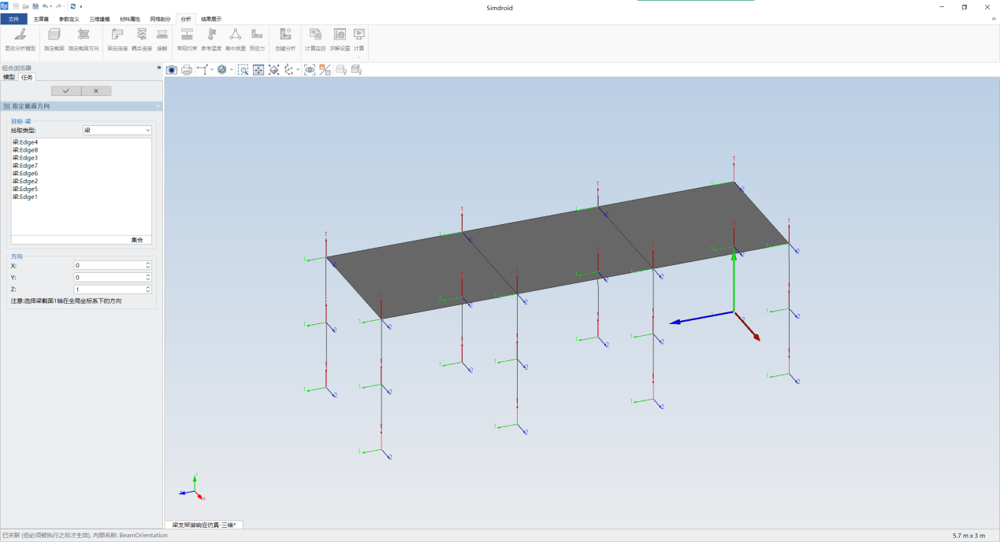 Simdroid
文件 主屏幕 参数定义 三维建模 材料属性 网格剖分 分析 结果展示
更改分析模型 指定截面 指定截面方向 固定连接 耦合连接 接触 常规约束 参考温度 集中质量 预应力 创建分析 计算监控 求解设置 计算
组合浏览器
模型 任务
指定截面方向
目标-梁
拾取类型: 梁
梁:Edge4
梁:Edge8
梁:Edge3
梁:Edge7
梁:Edge6
梁:Edge2
梁:Edge5
梁:Edge1
集合
方向
X: 0
Y: 0
Z: 1
注意:选择梁截面1轴在全局坐标系下的方向
梁支架谐响应仿真-三维*
已关联 (但必须被执行之后才生效), 内部名称: BeamOrientation
5.7 m x 3 m